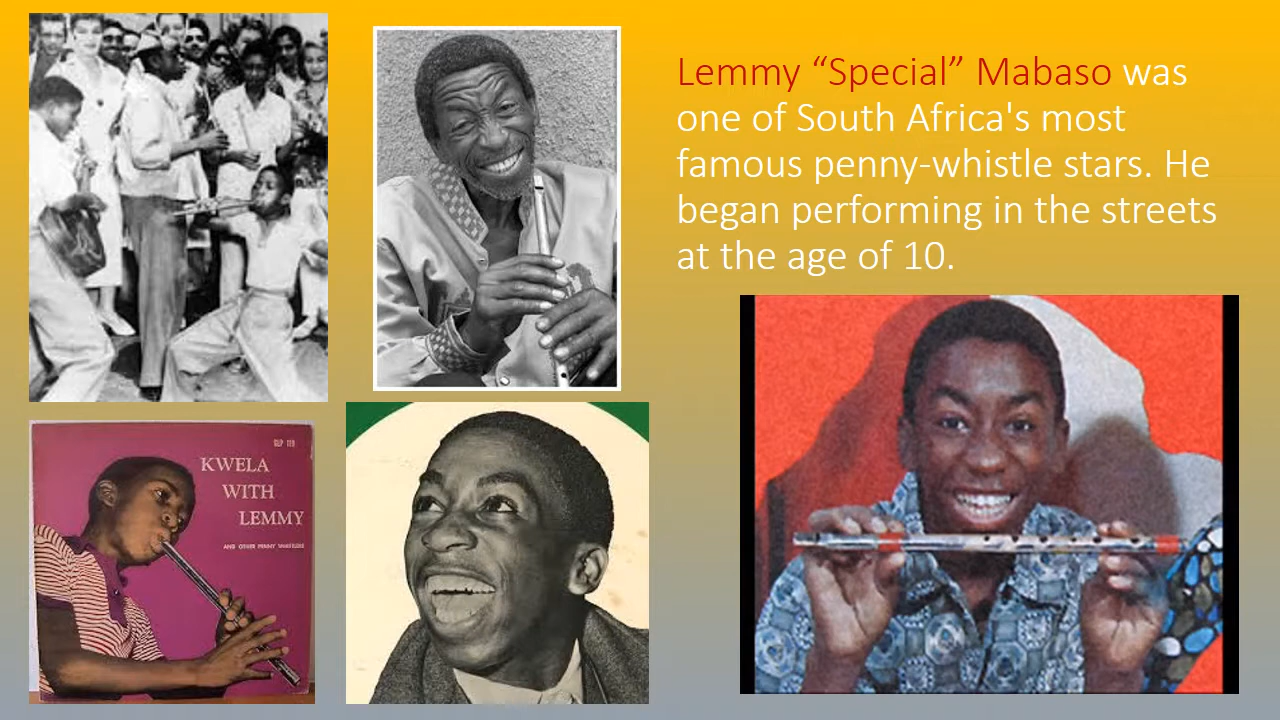 Lemmy “Special” Mabaso was
one of South Africa's most
famous penny-whistle stars. He
began performing in the streets
at the age of 10.
KWELA
WITH
LEMMY
AND OTHER PENNY WHISTLERS